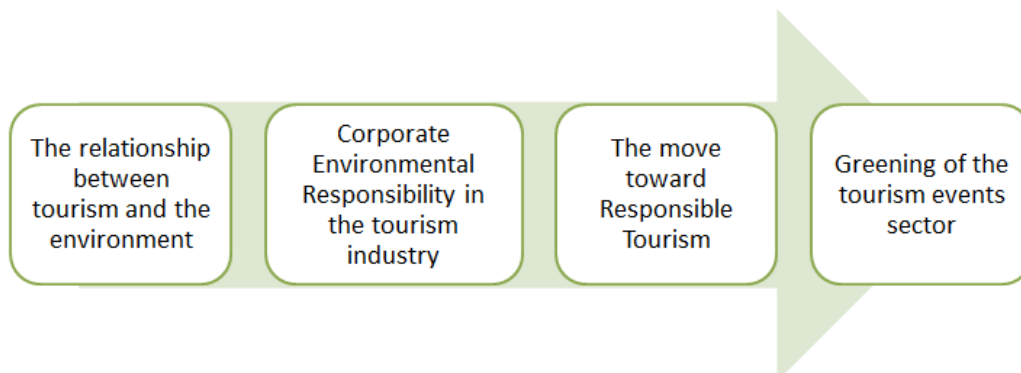 The relationship
between
tourism and the
environment
Corporate
Environmental
Responsibility in
the tourism
industry
The move
toward
Responsible
Tourism
Greening of the
tourism events
sector